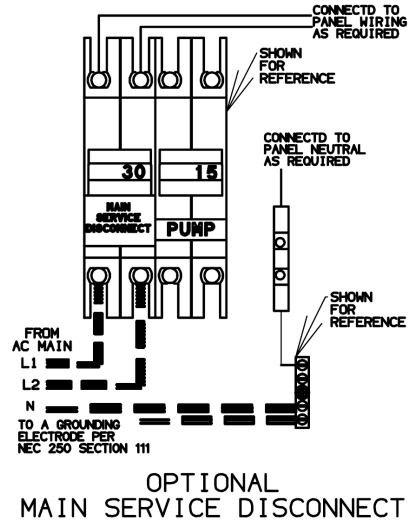 CONNECTD TO
PANEL WIRING
AS REQUIRED
SHOWN
FOR
REFERENCE
CONNECTD TO
PANEL NEUTRAL
AS REQUIRED
30
15
MAIN
SERVICE
DISCONNECT
PUMP
SHOWN
FOR
REFERENCE
FROM
AC MAIN
L1
L2
N
TO A GROUNDING
ELECTRODE PER
NEC 250 SECTION 111
OPTIONAL
MAIN SERVICE DISCONNECT